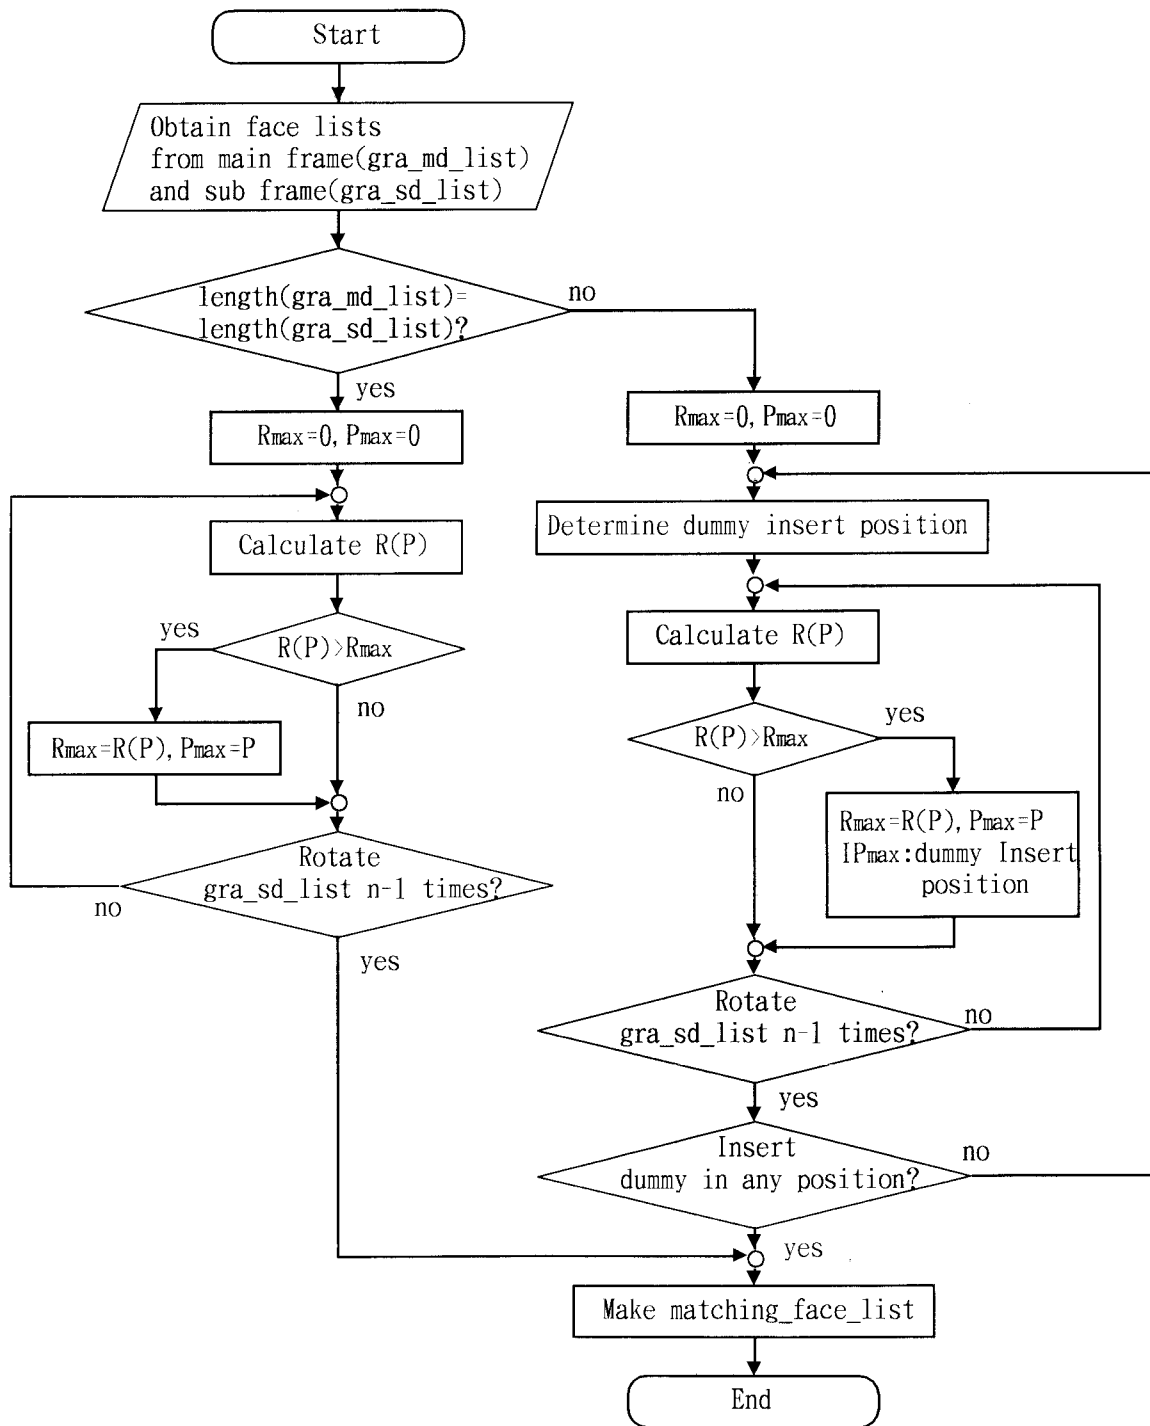 Start
Obtain face lists
from main frame(gra_md_list)
and sub frame(gra_sd_list)
length(gra_md_list)=
length(gra_sd_list)?
no
yes
Rmax=0, Pmax=0
Calculate R(P)
R(P)>Rmax
yes
no
Rmax=R(P), Pmax=P
Rotate
gra_sd_list n-1 times?
no
yes
Rmax=0, Pmax=0
Determine dummy insert position
Calculate R(P)
R(P)>Rmax
yes
no
Rmax=R(P), Pmax=P
IPmax:dummy Insert
position
Rotate
gra_sd_list n-1 times?
no
yes
Insert
dummy in any position?
no
yes
Make matching_face_list
End